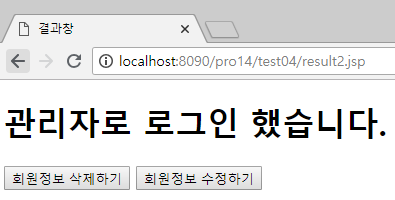 결과창
localhost:8090/pro14/test04/result2.jsp
관리자로 로그인 했습니다.
회원정보 삭제하기 회원정보 수정하기